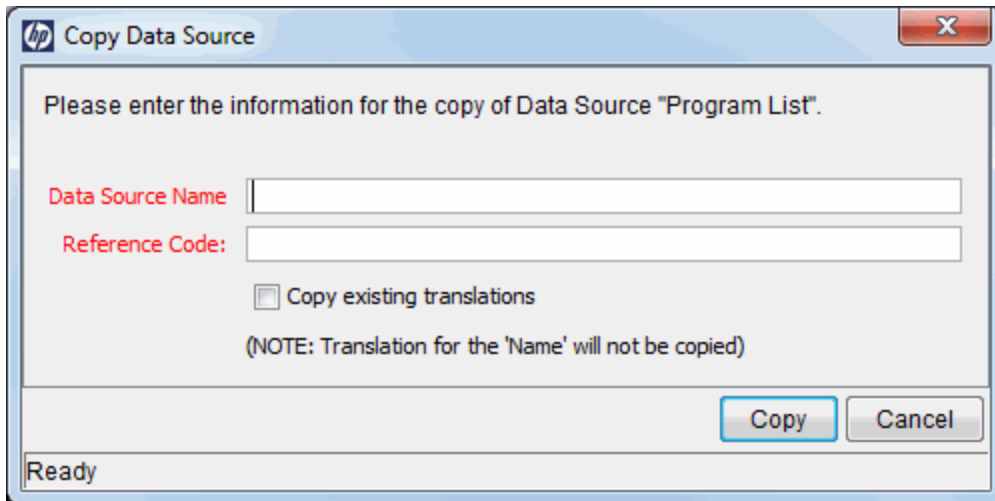 hp Copy Data Source
Please enter the information for the copy of Data Source "Program List".
Data Source Name
Reference Code:
Copy existing translations
(NOTE: Translation for the 'Name' will not be copied)
Copy Cancel
Ready